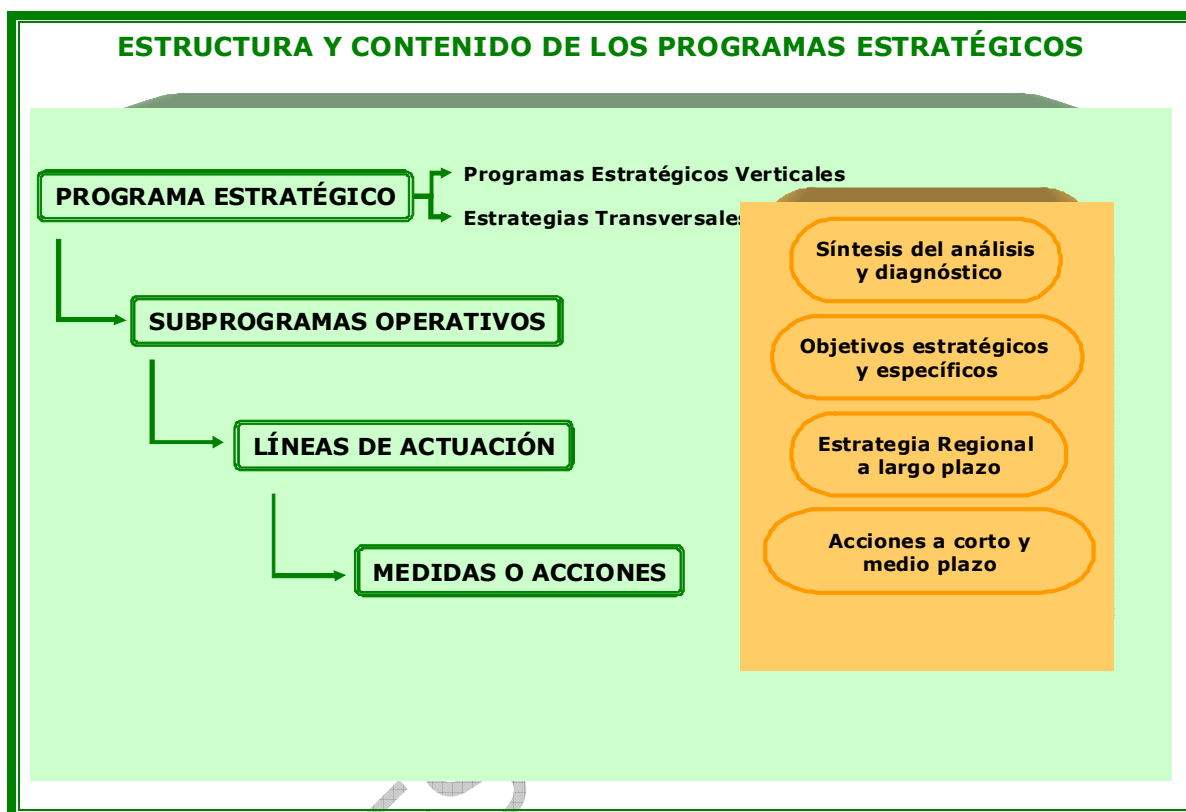 ESTRUCTURA Y CONTENIDO DE LOS PROGRAMAS ESTRATÉGICOS
PROGRAMA ESTRATÉGICO
Programas Estratégicos Verticales
Estrategias Transversales
SUBPROGRAMAS OPERATIVOS
LÍNEAS DE ACTUACIÓN
MEDIDAS O ACCIONES
Síntesis del análisis
y diagnóstico
Objetivos estratégicos
y específicos
Estrategia Regional
a largo plazo
Acciones a corto y
medio plazo